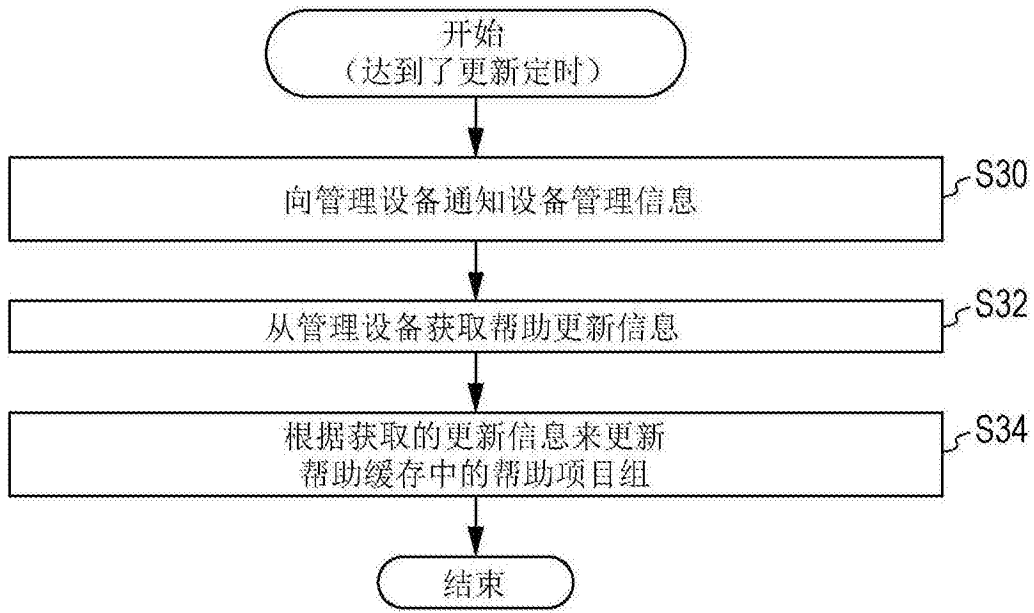 开始
（达到了更新定时）
向管理设备通知设备管理信息
S30
从管理设备获取帮助更新信息
S32
根据获取的更新信息来更新
帮助缓存中的帮助项目组
S34
结束